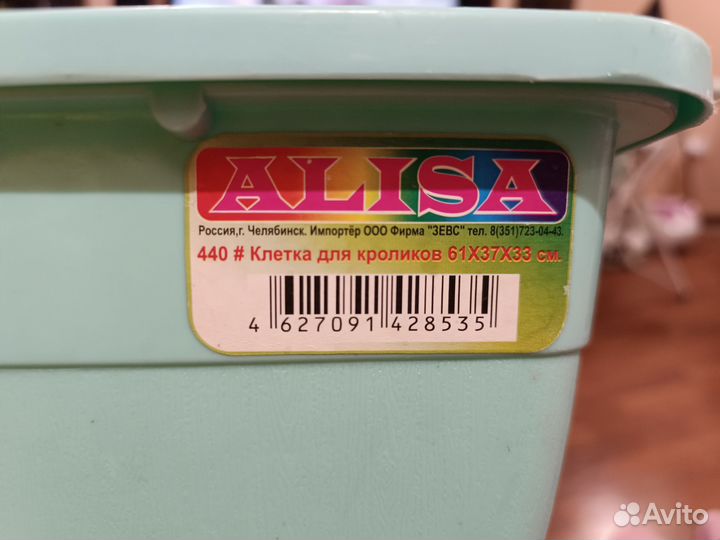 ALISA
Россия,г. Челябинск. Импортёр ООО Фирма "ЗЕВС" тел. 8(351)723-04-43.
440 # Клетка для кроликов 61X37X33 см.
4 627091 428535
Avito